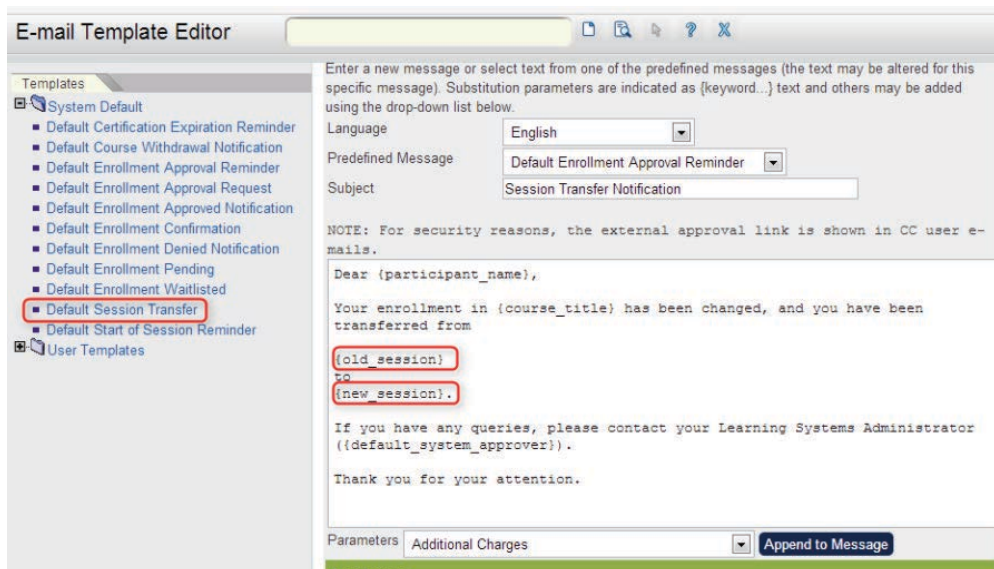 E-mail Template Editor
Templates
System Default
Default Certification Expiration Reminder
Default Course Withdrawal Notification
Default Enrollment Approval Reminder
Default Enrollment Approval Request
Default Enrollment Approved Notification
Default Enrollment Confirmation
Default Enrollment Denied Notification
Default Enrollment Pending
Default Enrollment Waitlisted
Default Session Transfer
Default Start of Session Reminder
User Templates
Enter a new message or select text from one of the predefined messages (the text may be altered for this
specific message). Substitution parameters are indicated as {keyword...} text and others may be added
using the drop-down list below.
Language English
Predefined Message Default Enrollment Approval Reminder
Subject Session Transfer Notification
NOTE: For security reasons, the external approval link is shown in CC user e-
mails.
Dear {participant_name},
Your enrollment in {course_title} has been changed, and you have been
transferred from
{old_session}
to
{new_session}.
If you have any queries, please contact your Learning Systems Administrator
({default_system_approver}).
Thank you for your attention.
Parameters Additional Charges Append to Message